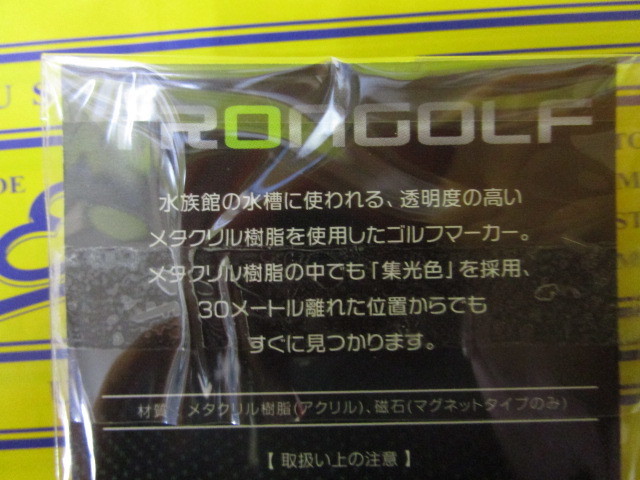 TRONGOLF
水族館の水槽に使われる、透明度の高い
メタクリル樹脂を使用したゴルフマーカー。
メタクリル樹脂の中でも「集光色」を採用、
30メートル離れた位置からでも
すぐに見つかります。
材質 メタクリル樹脂(アクリル)、磁石(マグネットタイプのみ)
【 取扱い上の注意 】